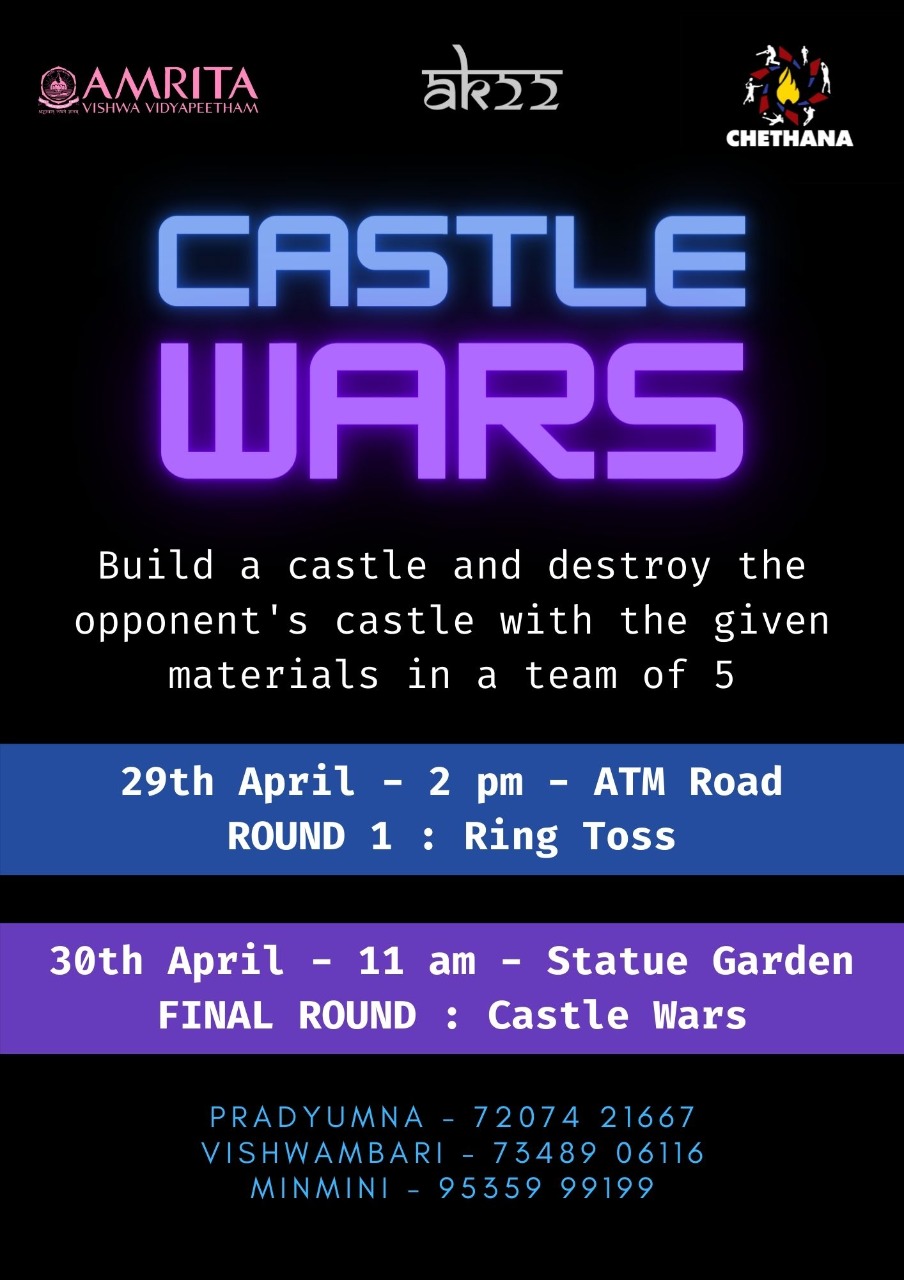 AMRITA
VISHWA VIDYAPEETHAM
ak22
CHETHANA
CASTLE
WARS
Build a castle and destroy the
opponent's castle with the given
materials in a team of 5
29th April – 2 pm – ATM Road
ROUND 1 : Ring Toss
30th April – 11 am – Statue Garden
FINAL ROUND : Castle Wars
PRADYUMNA – 72074 21667
VISHWAMBARI – 73489 06116
MINMINI – 95359 99199